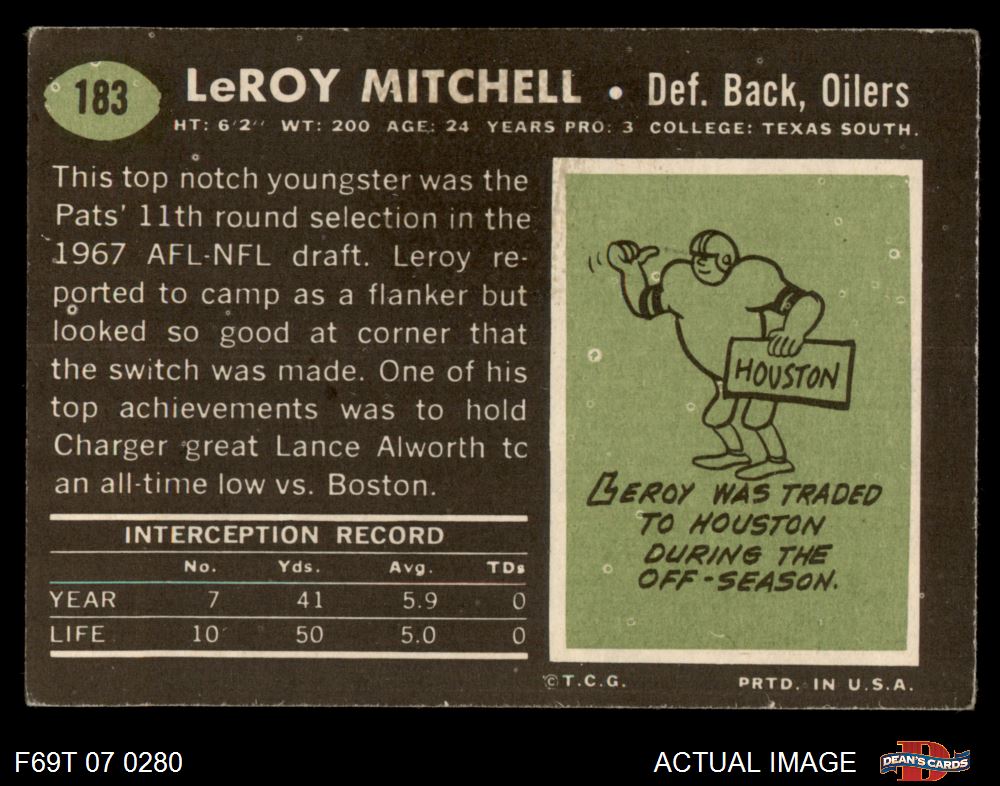 183
LeROY MITCHELL • Def. Back, Oilers
HT: 6'2" WT: 200 AGE: 24 YEARS PRO: 3 COLLEGE: TEXAS SOUTH.
This top notch youngster was the
Pats' 11th round selection in the
1967 AFL-NFL draft. Leroy re-
ported to camp as a flanker but
looked so good at corner that
the switch was made. One of his
top achievements was to hold
Charger great Lance Alworth to
an all-time low vs. Boston.
INTERCEPTION RECORD
No. Yds. Avg. TDs
YEAR 7 41 5.9 0
LIFE 10 50 5.0 0
HOUSTON
LEROY WAS TRADED
TO HOUSTON
DURING THE
OFF-SEASON.
© T.C.G. PRTD. IN U.S.A.
F69T 07 0280
ACTUAL IMAGE
DEAN'S CARDS